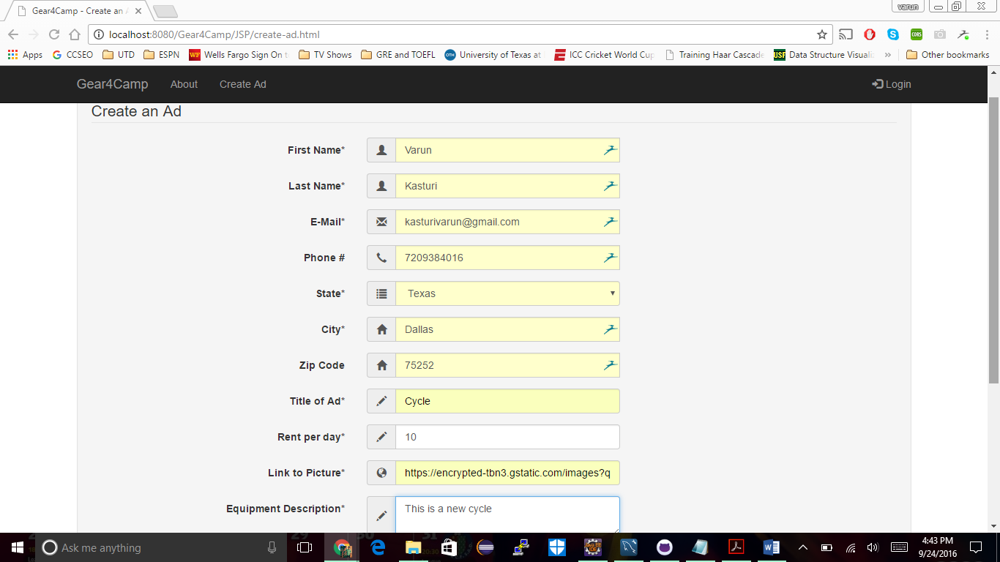 Gear4Camp - Create an A
varun
localhost:8080/Gear4Camp/JSP/create-ad.html
CORS
Apps CCSEO UTD ESPN WF Wells Fargo Sign On t TV Shows GRE and TOEFL OTH University of Texas at ICC Cricket World Cup Training Haar Cascade USF Data Structure Visuali » Other bookmarks
Gear4Camp About Create Ad Login
Create an Ad
First Name* Varun
Last Name* Kasturi
E-Mail* kasturivarun@gmail.com
Phone # 7209384016
State* Texas
City* Dallas
Zip Code 75252
Title of Ad* Cycle
Rent per day* 10
Link to Picture* https://encrypted-tbn3.gstatic.com/images?q
Equipment Description* This is a new cycle
Ask me anything
4:43 PM
9/24/2016